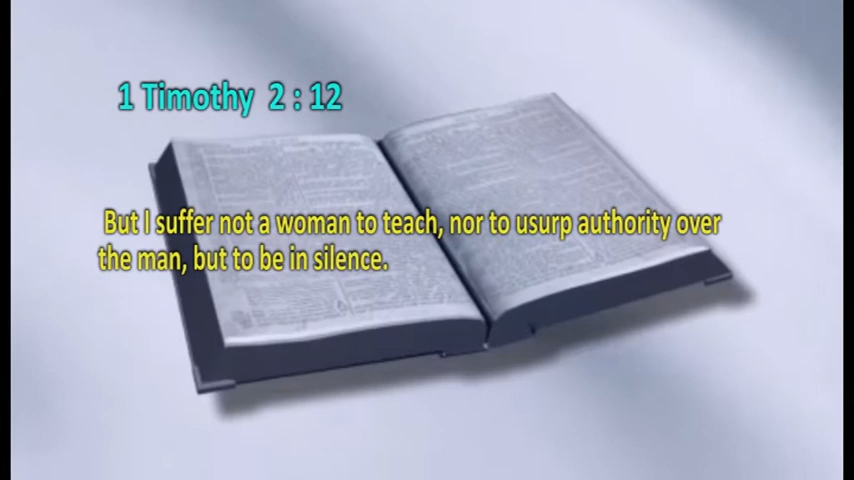 1 Timothy 2 : 12
But I suffer not a woman to teach, nor to usurp authority over
the man, but to be in silence.